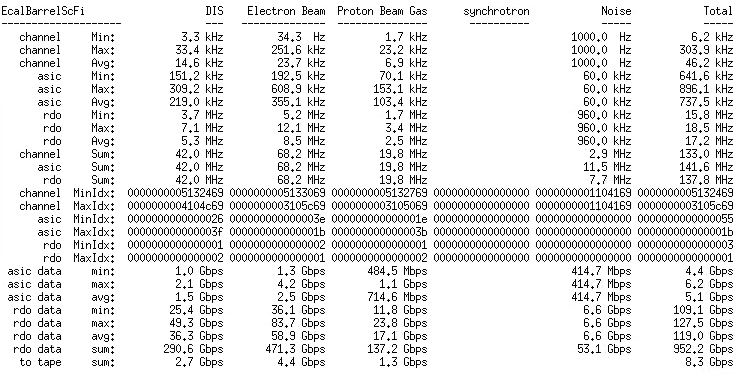 EcalBarrelScFi DIS Electron Beam Proton Beam Gas synchrotron Noise Total
-------------------- --- ------------- --------------- ----------- ----- -----
channel Min: 3.3 kHz 34.3 Hz 1.7 kHz 1000.0 Hz 6.2 kHz
channel Max: 33.4 kHz 251.6 kHz 23.2 kHz 1000.0 Hz 303.9 kHz
channel Avg: 14.6 kHz 23.7 kHz 6.9 kHz 1000.0 Hz 46.2 kHz
asic Min: 151.2 kHz 192.5 kHz 70.1 kHz 60.0 kHz 641.6 kHz
asic Max: 309.2 kHz 608.9 kHz 153.1 kHz 60.0 kHz 896.1 kHz
asic Avg: 219.0 kHz 355.1 kHz 103.4 kHz 60.0 kHz 737.5 kHz
rdo Min: 3.7 MHz 5.2 MHz 1.7 MHz 960.0 kHz 15.8 MHz
rdo Max: 7.1 MHz 12.1 MHz 3.4 MHz 960.0 kHz 18.5 MHz
rdo Avg: 5.3 MHz 8.5 MHz 2.5 MHz 960.0 kHz 17.2 MHz
channel Sum: 42.0 MHz 68.2 MHz 19.8 MHz 2.9 MHz 133.0 MHz
asic Sum: 42.0 MHz 68.2 MHz 19.8 MHz 11.5 MHz 141.6 MHz
rdo Sum: 42.0 MHz 68.2 MHz 19.8 MHz 7.7 MHz 137.8 MHz
channel MinIdx: 0000000005132469 0000000005133069 0000000005132769 0000000000000000 0000000001104169 0000000005132469
channel MaxIdx: 0000000004104c69 0000000003105c69 0000000003105069 0000000000000000 0000000001104169 0000000003105c69
asic MinIdx: 0000000000000026 000000000000003e 000000000000001e 0000000000000000 0000000000000000 0000000000000055
asic MaxIdx: 000000000000003f 000000000000001b 000000000000003b 0000000000000000 0000000000000000 000000000000001b
rdo MinIdx: 0000000000000001 0000000000000002 0000000000000001 0000000000000000 0000000000000000 0000000000000003
rdo MaxIdx: 0000000000000002 0000000000000001 0000000000000002 0000000000000000 0000000000000000 0000000000000001
asic data min: 1.0 Gbps 1.3 Gbps 484.5 Mbps 414.7 Mbps 4.4 Gbps
asic data max: 2.1 Gbps 4.2 Gbps 1.1 Gbps 414.7 Mbps 6.2 Gbps
asic data avg: 1.5 Gbps 2.5 Gbps 714.6 Mbps 414.7 Mbps 5.1 Gbps
rdo data min: 25.4 Gbps 36.1 Gbps 11.8 Gbps 6.6 Gbps 109.1 Gbps
rdo data max: 49.3 Gbps 83.7 Gbps 23.8 Gbps 6.6 Gbps 127.5 Gbps
rdo data avg: 36.3 Gbps 58.9 Gbps 17.1 Gbps 6.6 Gbps 119.0 Gbps
rdo data sum: 290.6 Gbps 471.3 Gbps 137.2 Gbps 53.1 Gbps 952.2 Gbps
to tape sum: 2.7 Gbps 4.4 Gbps 1.3 Gbps 8.3 Gbps